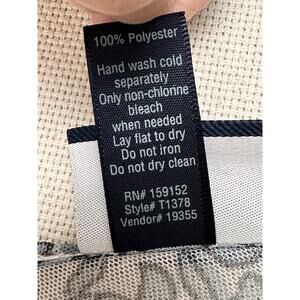 100% Polyester
Hand wash cold
separately
Only non-chlorine
bleach
when needed
Lay flat to dry
Do not iron
Do not dry clean
RN# 159152
Style# T1378
Vendor# 19355